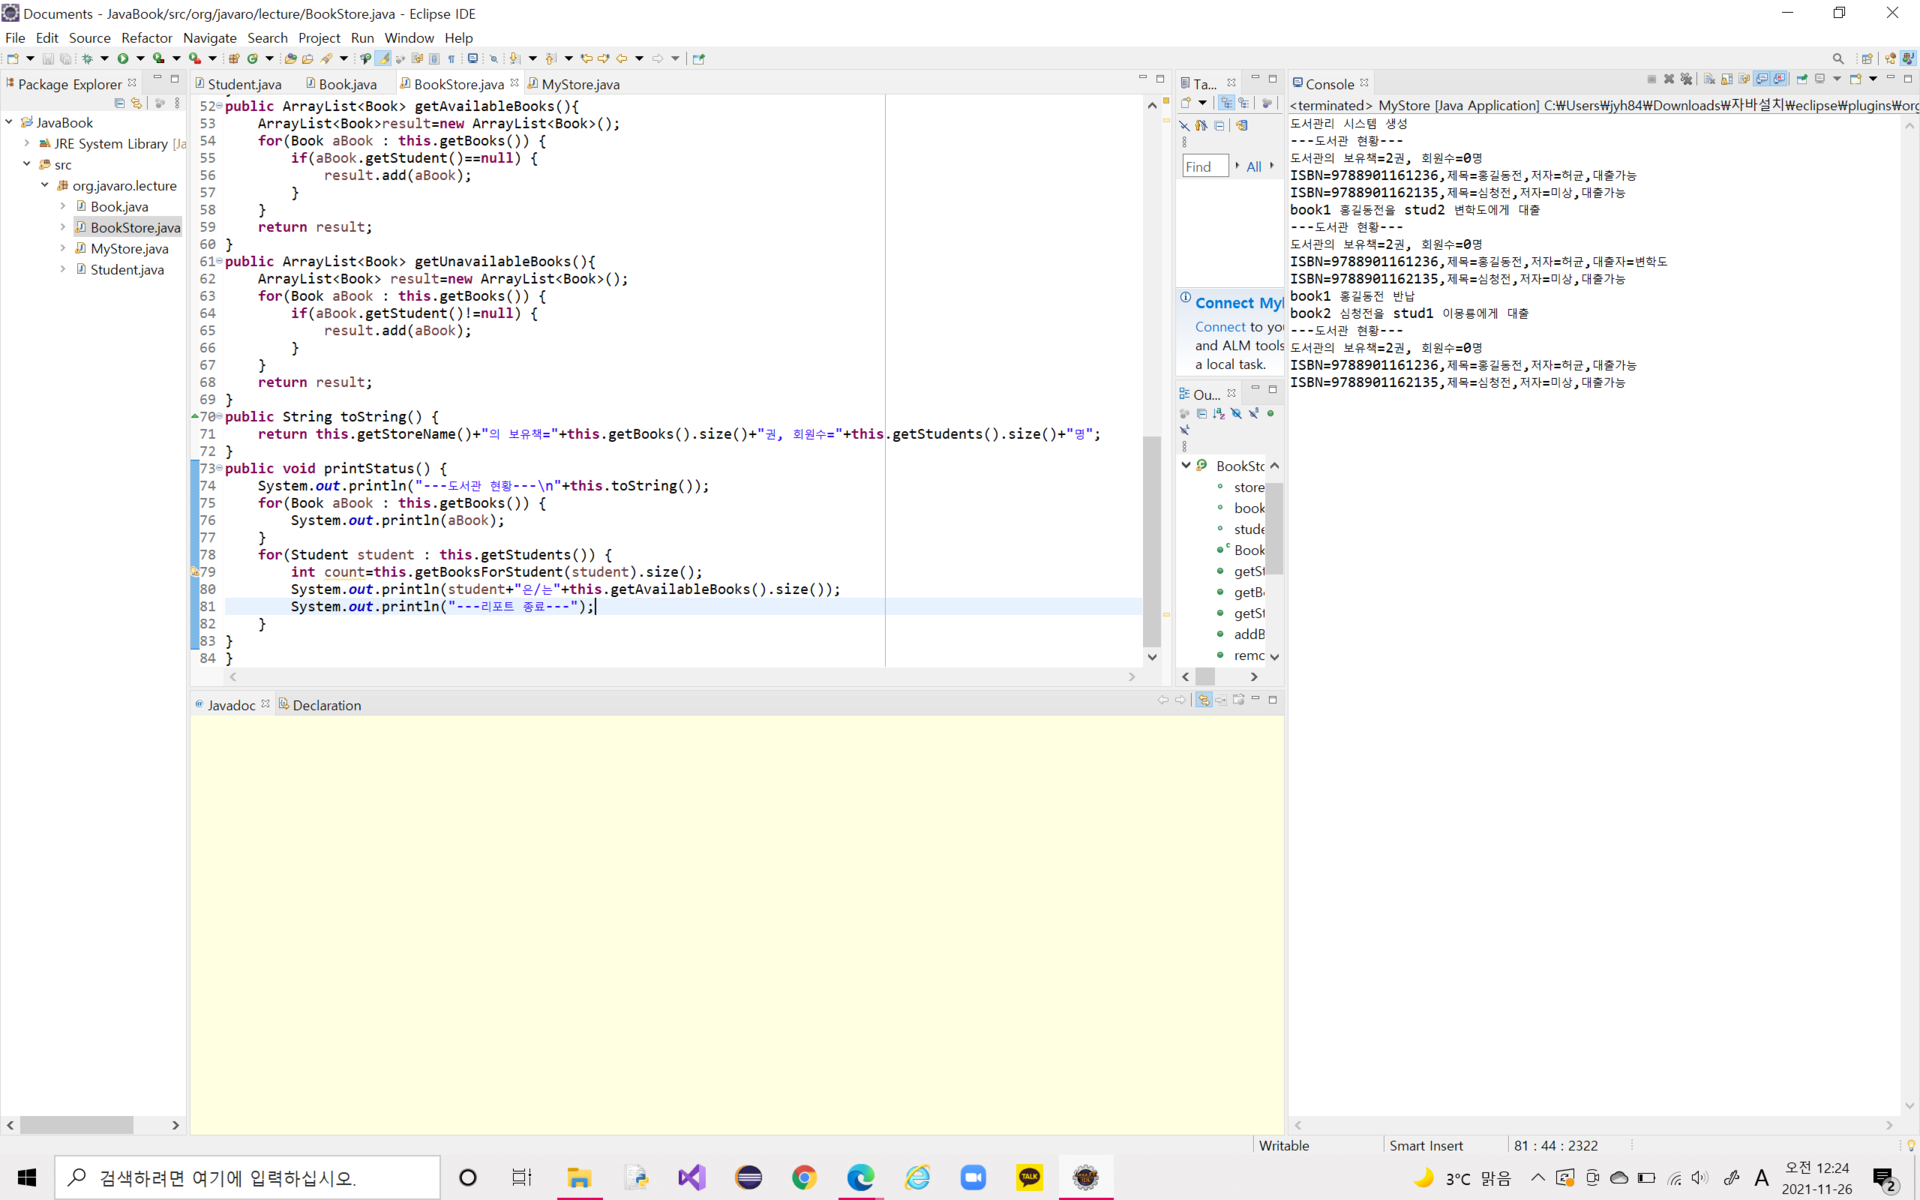 Documents - JavaBook/src/org/javaro/lecture/BookStore.java - Eclipse IDE
File Edit Source Refactor Navigate Search Project Run Window Help
Package Explorer
JavaBook
JRE System Library [Ja
src
org.javaro.lecture
Book.java
BookStore.java
MyStore.java
Student.java
Student.java Book.java BookStore.java MyStore.java
52 public ArrayList<Book> getAvailableBooks(){
53 ArrayList<Book>result=new ArrayList<Book>();
54 for(Book aBook : this.getBooks()) {
55 if(aBook.getStudent()==null) {
56 result.add(aBook);
57 }
58 }
59 return result;
60 }
61 public ArrayList<Book> getUnavailableBooks(){
62 ArrayList<Book> result=new ArrayList<Book>();
63 for(Book aBook : this.getBooks()) {
64 if(aBook.getStudent()!=null) {
65 result.add(aBook);
66 }
67 }
68 return result;
69 }
70 public String toString() {
71 return this.getStoreName()+"의 보유책="+this.getBooks().size()+"권, 회원수="+this.getStudents().size()+"명";
72 }
73 public void printStatus() {
74 System.out.println("---도서관 현황---\n"+this.toString());
75 for(Book aBook : this.getBooks()) {
76 System.out.println(aBook);
77 }
78 for(Student student : this.getStudents()) {
79 int count=this.getBooksForStudent(student).size();
80 System.out.println(student+"은/는"+this.getAvailableBooks().size());
81 System.out.println("---리포트 종료---");
82 }
83 }
84 }
Javadoc Declaration
Ta...
Find All
Connect Myl
Connect to you
and ALM tools
a local task.
Ou...
BookSto
store
book
stude
Book
getSt
getBo
getSt
addB
remo
Console
<terminated> MyStore [Java Application] C:₩Users₩jyh84₩Downloads₩자바설치₩eclipse₩plugins₩org
도서관리 시스템 생성
---도서관 현황---
도서관의 보유책=2권, 회원수=0명
ISBN=9788901161236,제목=홍길동전,저자=허균,대출가능
ISBN=9788901162135,제목=심청전,저자=미상,대출가능
book1 홍길동전을 stud2 변학도에게 대출
---도서관 현황---
도서관의 보유책=2권, 회원수=0명
ISBN=9788901161236,제목=홍길동전,저자=허균,대출자=변학도
ISBN=9788901162135,제목=심청전,저자=미상,대출가능
book1 홍길동전 반납
book2 심청전을 stud1 이몽룡에게 대출
---도서관 현황---
도서관의 보유책=2권, 회원수=0명
ISBN=9788901161236,제목=홍길동전,저자=허균,대출가능
ISBN=9788901162135,제목=심청전,저자=미상,대출가능
Writable Smart Insert 81 : 44 : 2322
검색하려면 여기에 입력하십시오.
TALK
3°C 맑음 A 오전 12:24
2021-11-26
2